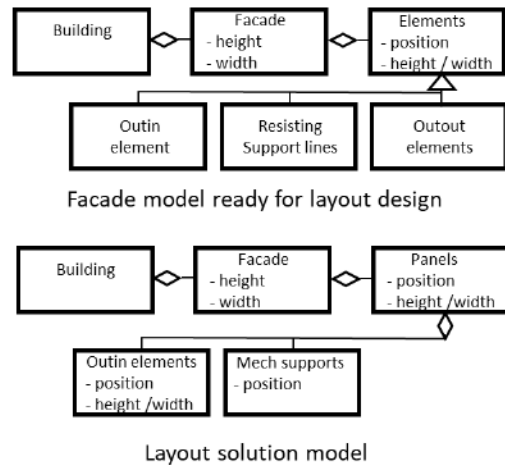 Building
Facade
- height
- width
Elements
- position
- height / width
Outin
element
Resisting
Support lines
Outout
elements
Facade model ready for layout design
Building
Facade
- height
- width
Panels
- position
- height /width
Outin elements
- position
- height /width
Mech supports
- position
Layout solution model